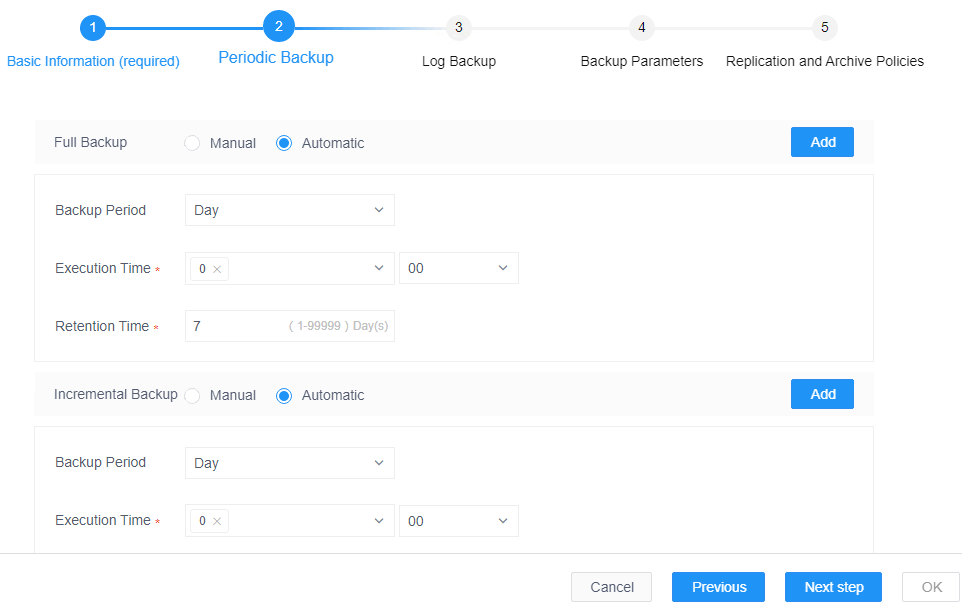 1 2 3 4 5
Basic Information (required) Periodic Backup Log Backup Backup Parameters Replication and Archive Policies
Full Backup Manual Automatic Add
Backup Period Day
Execution Time * 0 × 00
Retention Time * 7 ( 1-99999 ) Day(s)
Incremental Backup Manual Automatic Add
Backup Period Day
Execution Time * 0 × 00
Cancel Previous Next step OK